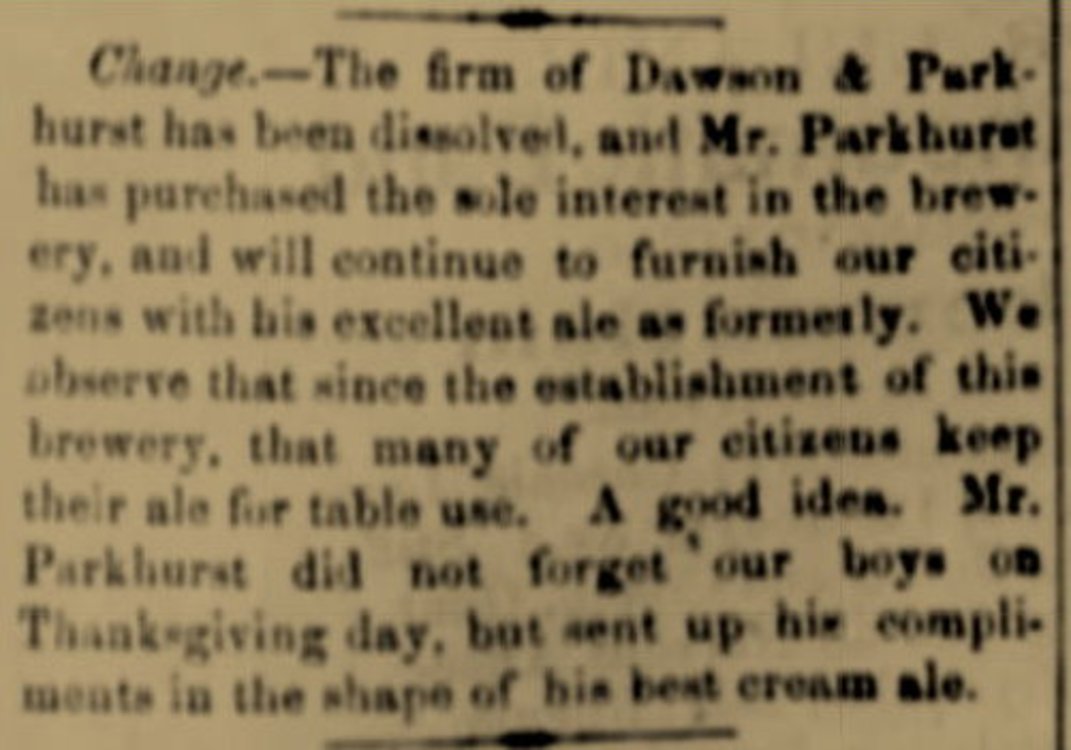 Change.—The firm of Dawson & Park-
hurst has been dissolved, and Mr. Parkhurst
has purchased the sole interest in the brew-
ery, and will continue to furnish our citi-
zens with his excellent ale as formerly. We
observe that since the establishment of this
brewery, that many of our citizens keep
their ale for table use. A good idea. Mr.
Parkhurst did not forget our boys on
Thanksgiving day, but sent up his compli-
ments in the shape of his best cream ale.